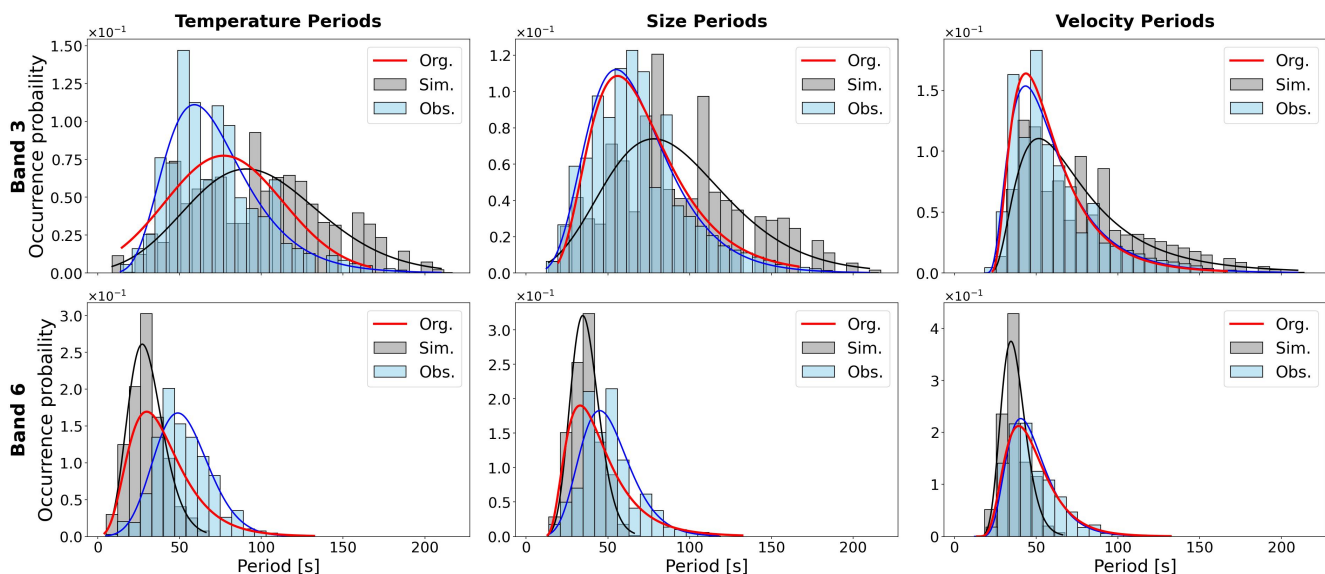 Temperature Periods
Size Periods
Velocity Periods
Band 3
Occurrence probaility
×10⁻¹
1.50
1.25
1.00
0.75
0.50
0.25
0.00
Org.
Sim.
Obs.
×10⁻¹
1.2
1.0
0.8
0.6
0.4
0.2
0.0
Org.
Sim.
Obs.
×10⁻¹
1.5
1.0
0.5
0.0
Org.
Sim.
Obs.
Band 6
Occurrence probaility
×10⁻¹
3.0
2.5
2.0
1.5
1.0
0.5
0.0
0 50 100 150 200
Period [s]
Org.
Sim.
Obs.
×10⁻¹
3.0
2.5
2.0
1.5
1.0
0.5
0.0
0 50 100 150 200
Period [s]
Org.
Sim.
Obs.
×10⁻¹
4
3
2
1
0
0 50 100 150 200
Period [s]
Org.
Sim.
Obs.